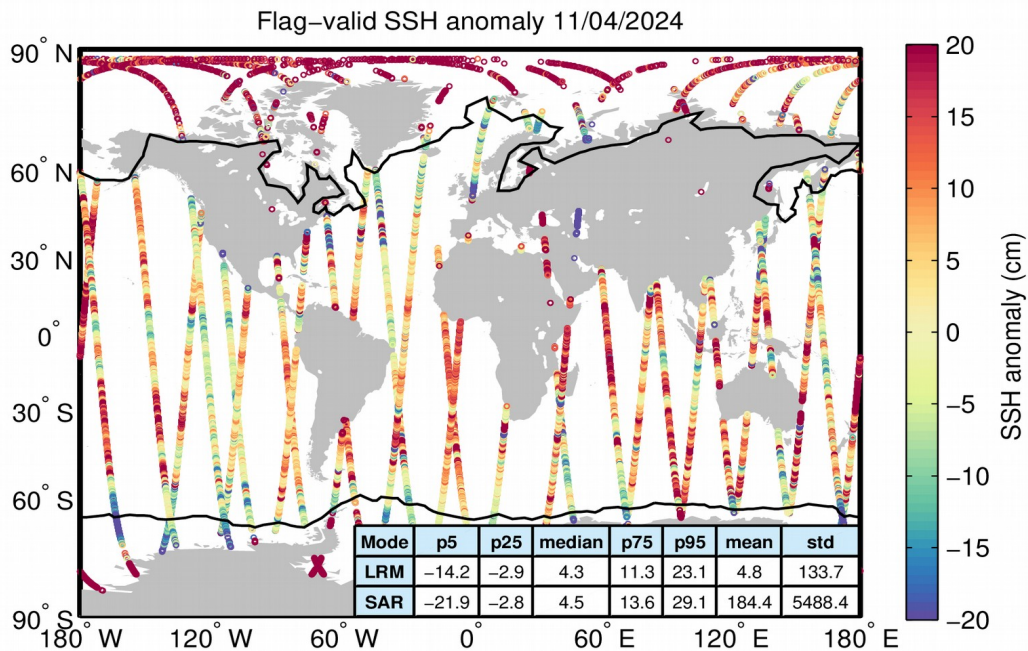 Flag−valid SSH anomaly 11/04/2024
90° N
60° N
30° N
0°
30° S
60° S
90° S
180° W
120° W
60° W
0°
60° E
120° E
180° E
Mode p5 p25 median p75 p95 mean std
LRM −14.2 −2.9 4.3 11.3 23.1 4.8 133.7
SAR −21.9 −2.8 4.5 13.6 29.1 184.4 5488.4
20
15
10
5
0
−5
−10
−15
−20
SSH anomaly (cm)